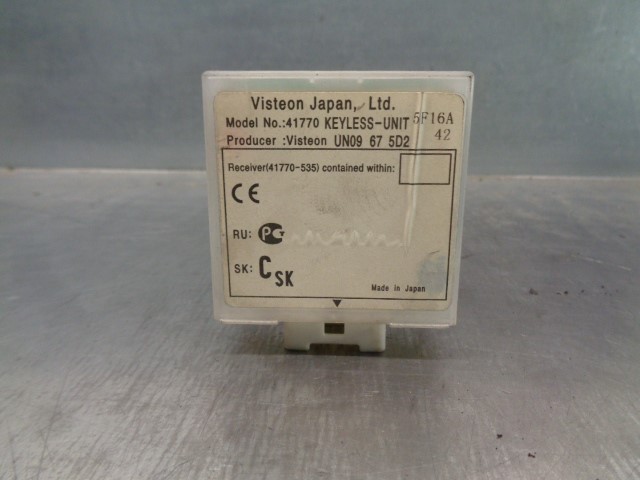 Visteon Japan, Ltd.
Model No.:41770 KEYLESS-UNIT 5F16A
Producer :Visteon UN09 67 5D2 42
Receiver(41770-535) contained within:
CE
RU: PG
SK: CSK
Made in Japan